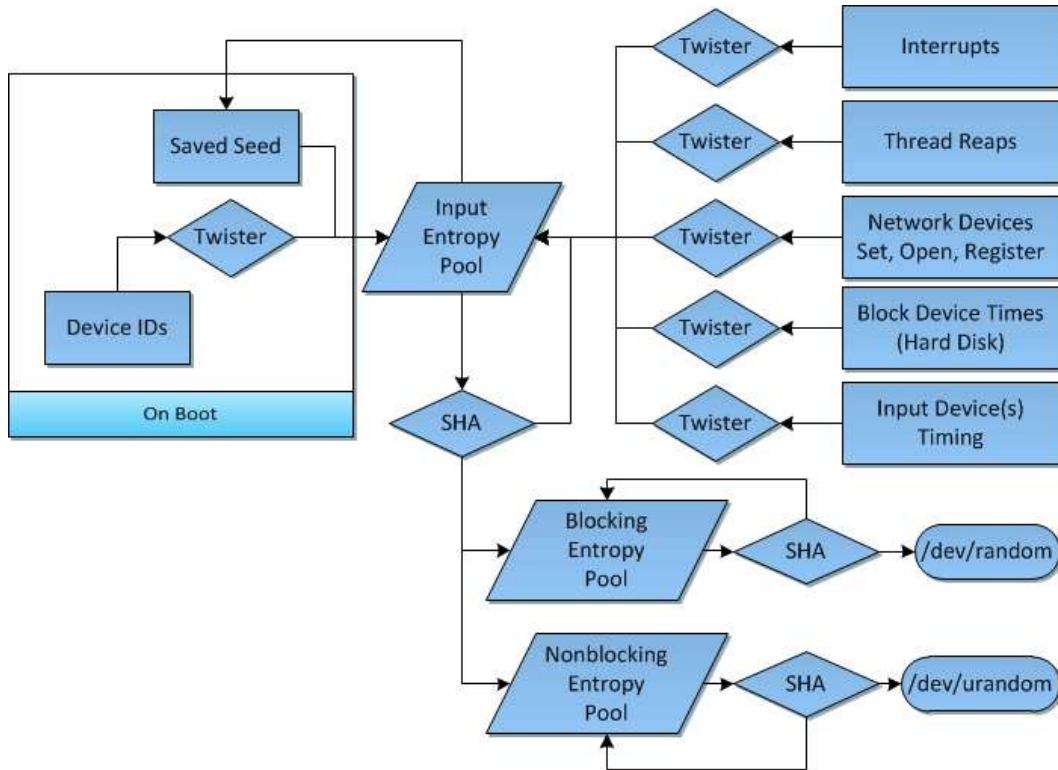 Twister
Interrupts
Saved Seed
Twister
Thread Reaps
Twister
Device IDs
On Boot
Input
Entropy
Pool
Twister
Network Devices
Set, Open, Register
Twister
Block Device Times
(Hard Disk)
SHA
Twister
Input Device(s)
Timing
Blocking
Entropy
Pool
SHA
/dev/random
Nonblocking
Entropy
Pool
SHA
/dev/urandom